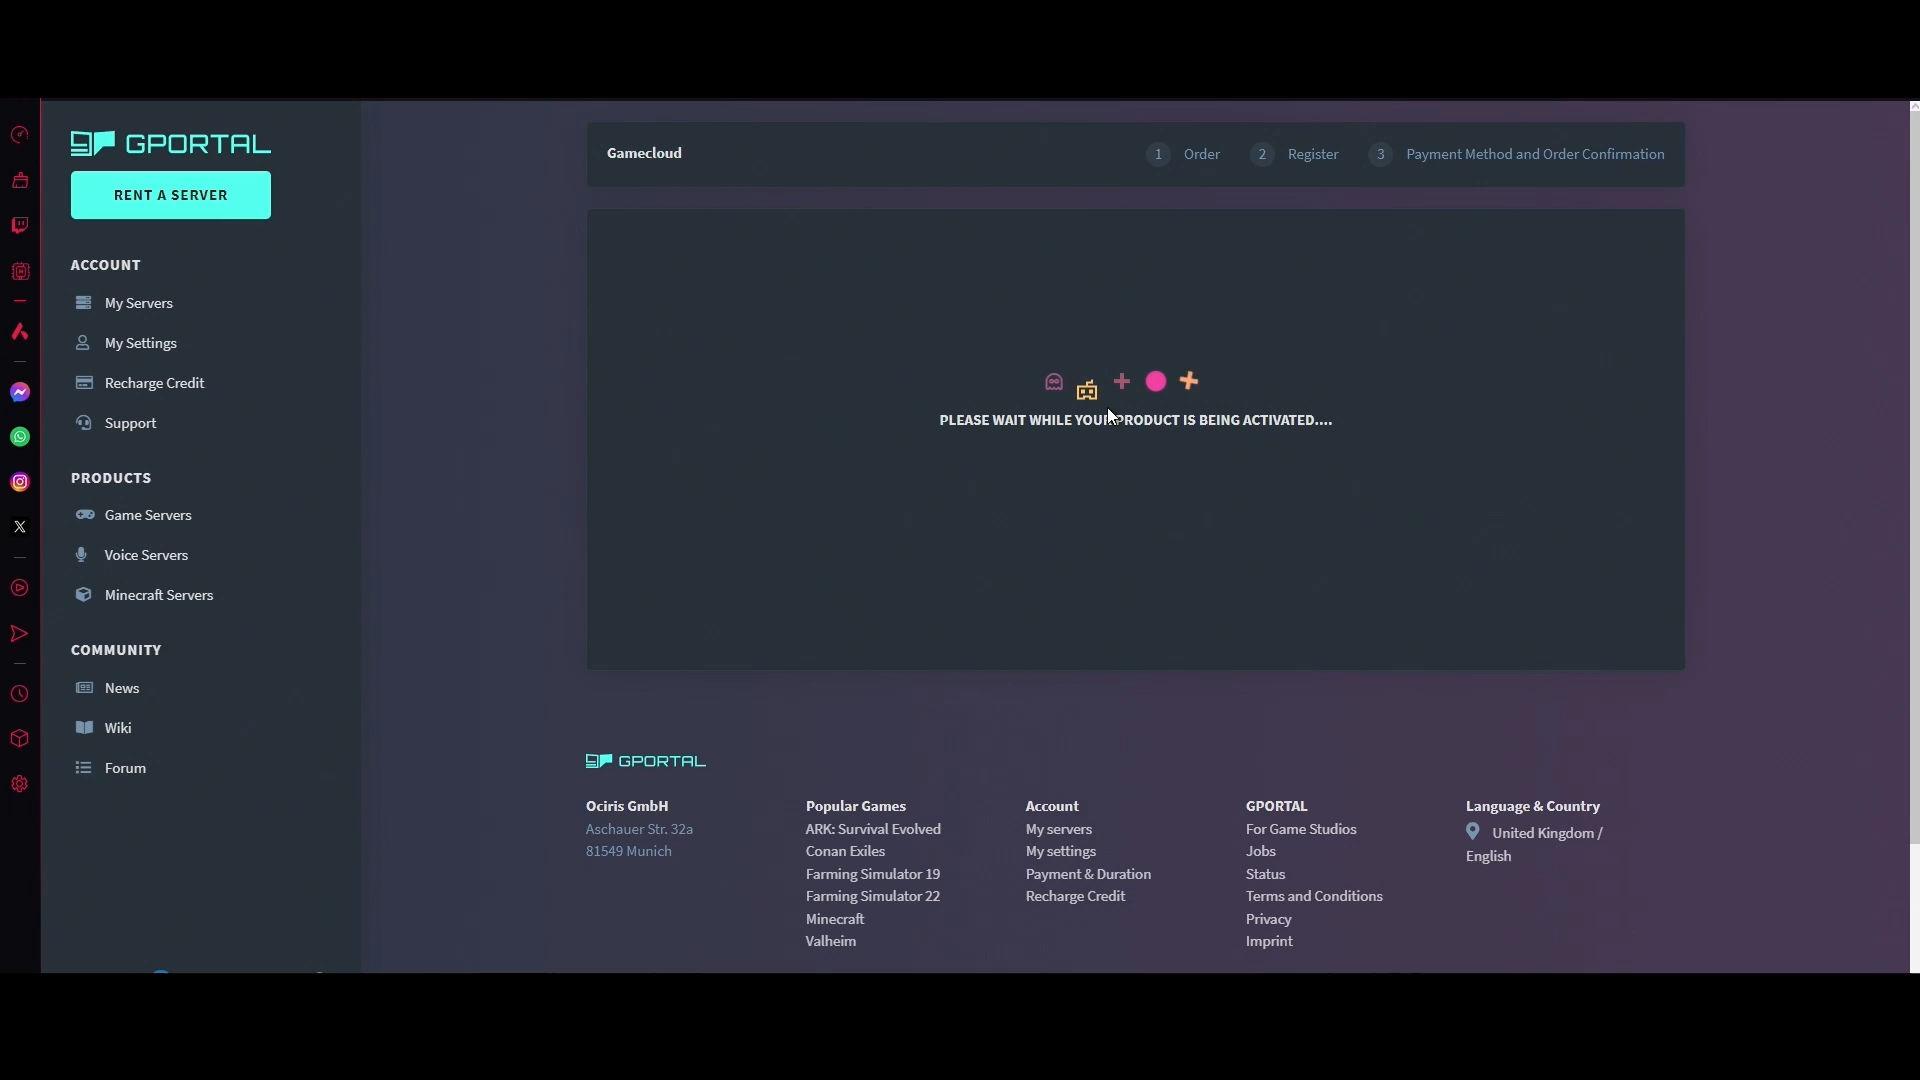 GPORTAL
RENT A SERVER
ACCOUNT
My Servers
My Settings
Recharge Credit
Support
PRODUCTS
Game Servers
Voice Servers
Minecraft Servers
COMMUNITY
News
Wiki
Forum
Gamecloud
1 Order
2 Register
3 Payment Method and Order Confirmation
PLEASE WAIT WHILE YOUR PRODUCT IS BEING ACTIVATED....
GPORTAL
Ociris GmbH
Aschauer Str. 32a
81549 Munich
Popular Games
ARK: Survival Evolved
Conan Exiles
Farming Simulator 19
Farming Simulator 22
Minecraft
Valheim
Account
My servers
My settings
Payment & Duration
Recharge Credit
GPORTAL
For Game Studios
Jobs
Status
Terms and Conditions
Privacy
Imprint
Language & Country
United Kingdom /
English